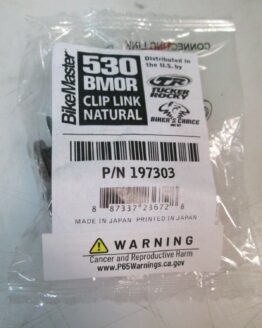 CONNECTING LINK
BikeMaster
530
BMOR
CLIP LINK
NATURAL
Distributed in
the U.S. by
TR
TUCKER
ROCKY
BIKER'S CHOICE
P/N 197303
8 87337 23672 8
MADE IN JAPAN PRINTED IN JAPAN
WARNING
Cancer and Reproductive Harm
www.P65Warnings.ca.gov